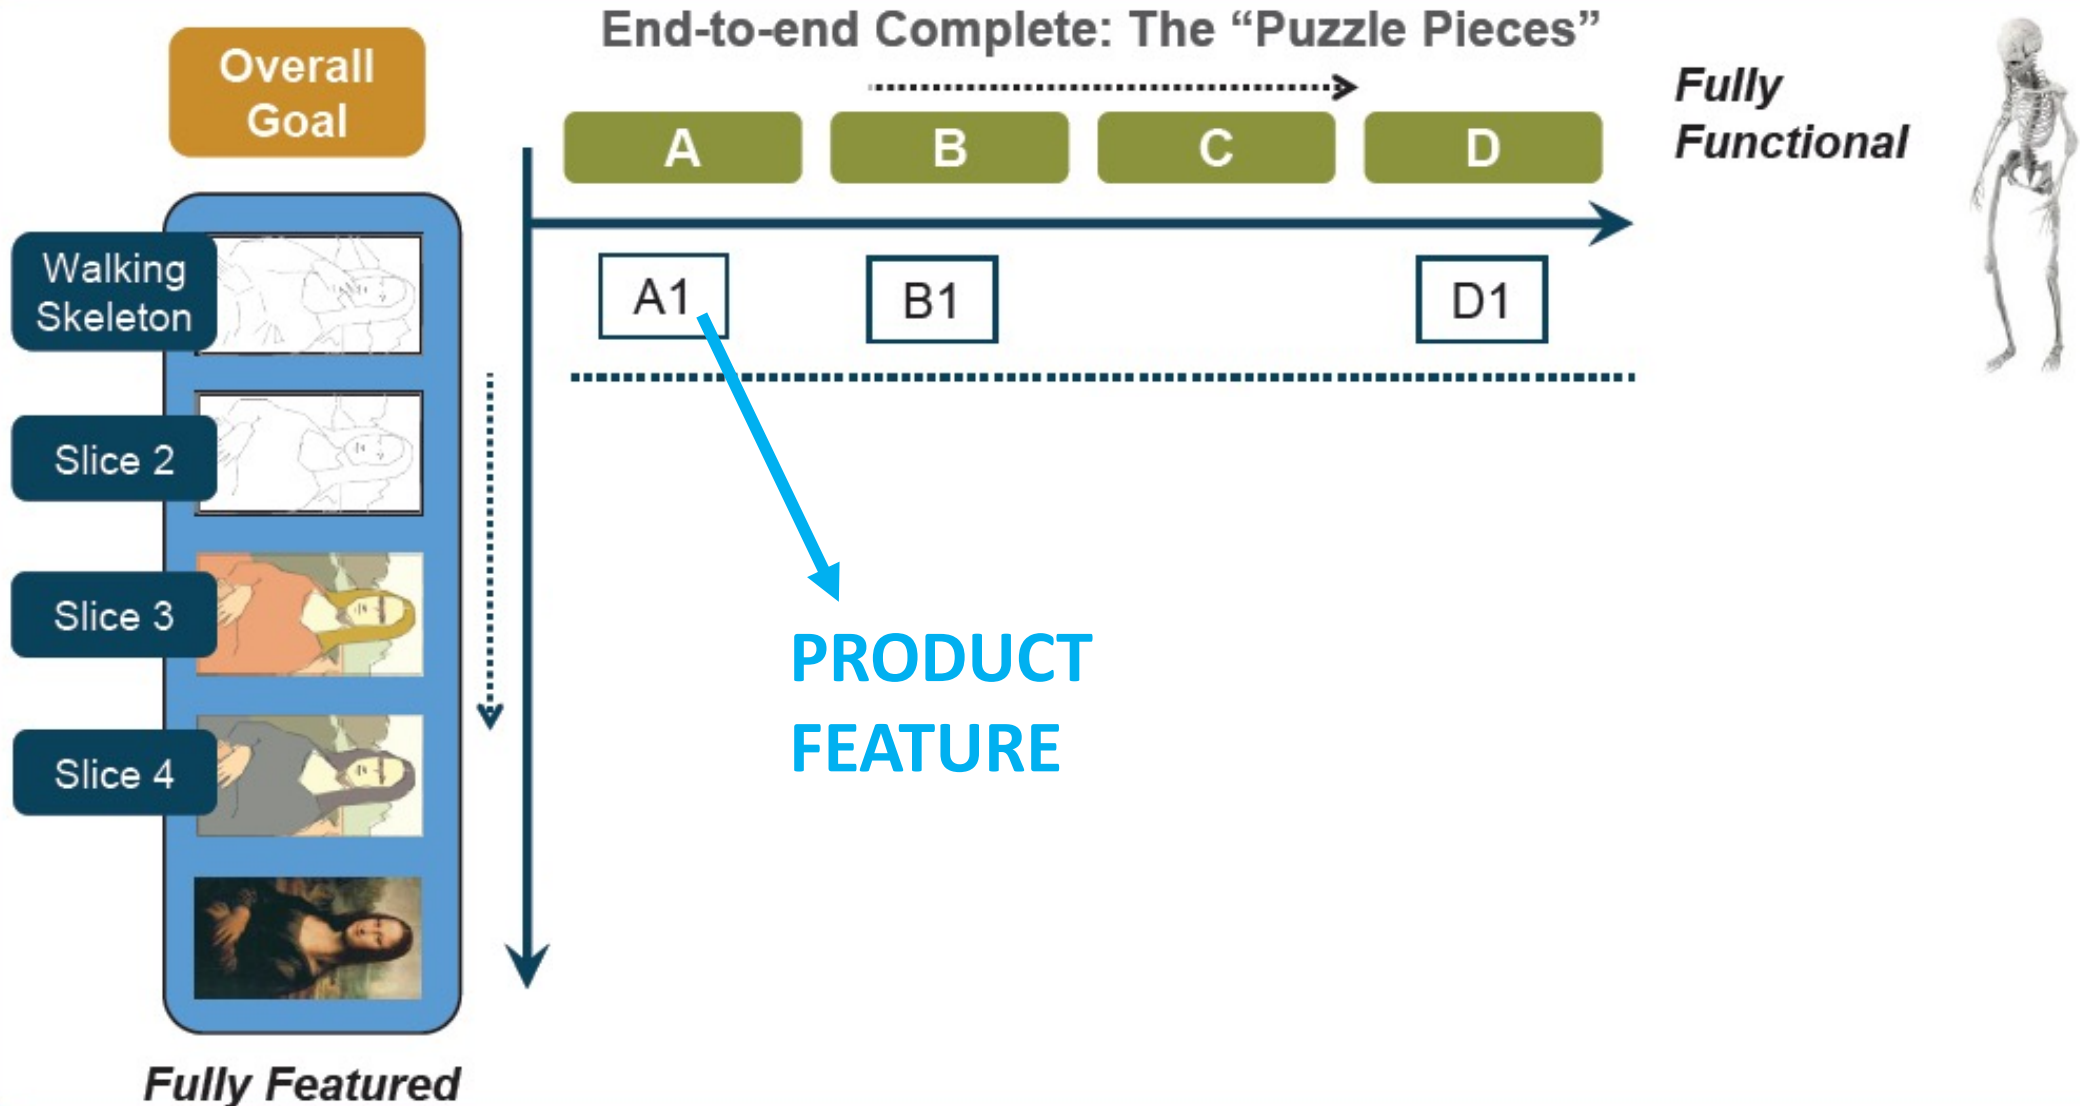 End-to-end Complete: The “Puzzle Pieces”
Overall
Goal
Fully
Functional
A
B
C
D
Walking
Skeleton
A1
B1
D1
Slice 2
Slice 3
PRODUCT
FEATURE
Slice 4
Fully Featured